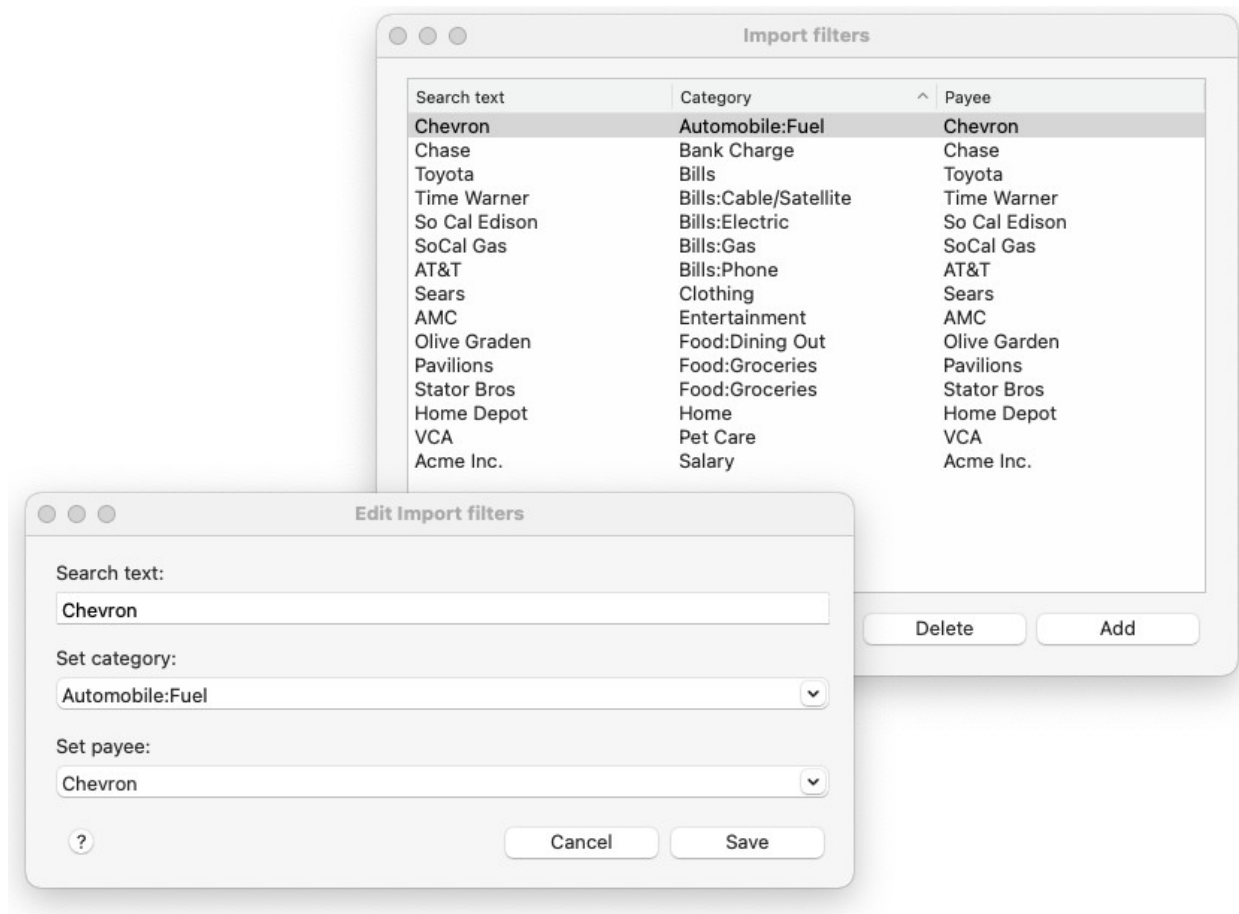 Import filters
Search text Category Payee
Chevron Automobile:Fuel Chevron
Chase Bank Charge Chase
Toyota Bills Toyota
Time Warner Bills:Cable/Satellite Time Warner
So Cal Edison Bills:Electric So Cal Edison
SoCal Gas Bills:Gas SoCal Gas
AT&T Bills:Phone AT&T
Sears Clothing Sears
AMC Entertainment AMC
Olive Graden Food:Dining Out Olive Garden
Pavilions Food:Groceries Pavilions
Stator Bros Food:Groceries Stator Bros
Home Depot Home Home Depot
VCA Pet Care VCA
Acme Inc. Salary Acme Inc.
Delete Add
Edit Import filters
Search text:
Chevron
Set category:
Automobile:Fuel
Set payee:
Chevron
? Cancel Save